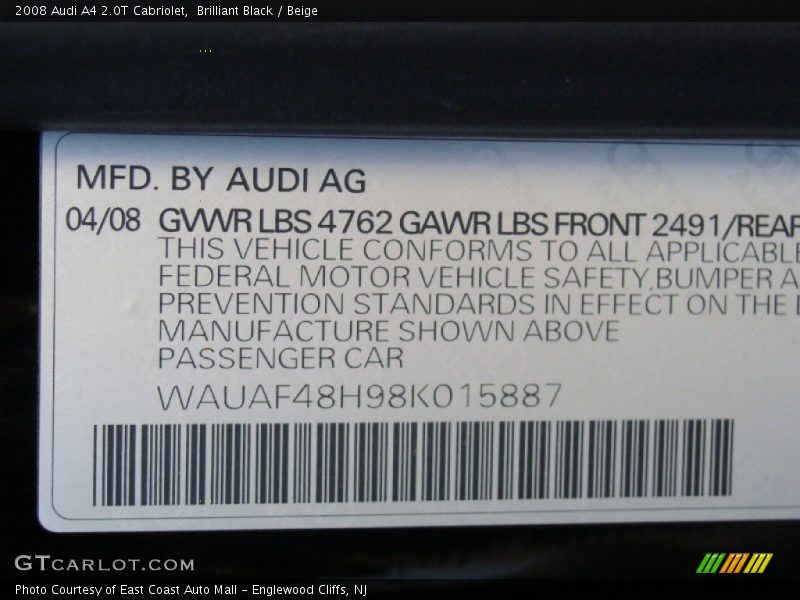 2008 Audi A4 2.0T Cabriolet,  Brilliant Black / Beige
MFD. BY AUDI AG
04/08 GVWR LBS 4762 GAWR LBS FRONT 2491/REAR
THIS VEHICLE CONFORMS TO ALL APPLICABLE
FEDERAL MOTOR VEHICLE SAFETY,BUMPER A
PREVENTION STANDARDS IN EFFECT ON THE
MANUFACTURE SHOWN ABOVE
PASSENGER CAR
WAUAF48H98K015887
GTCARLOT.COM
Photo Courtesy of East Coast Auto Mall – Englewood Cliffs, NJ